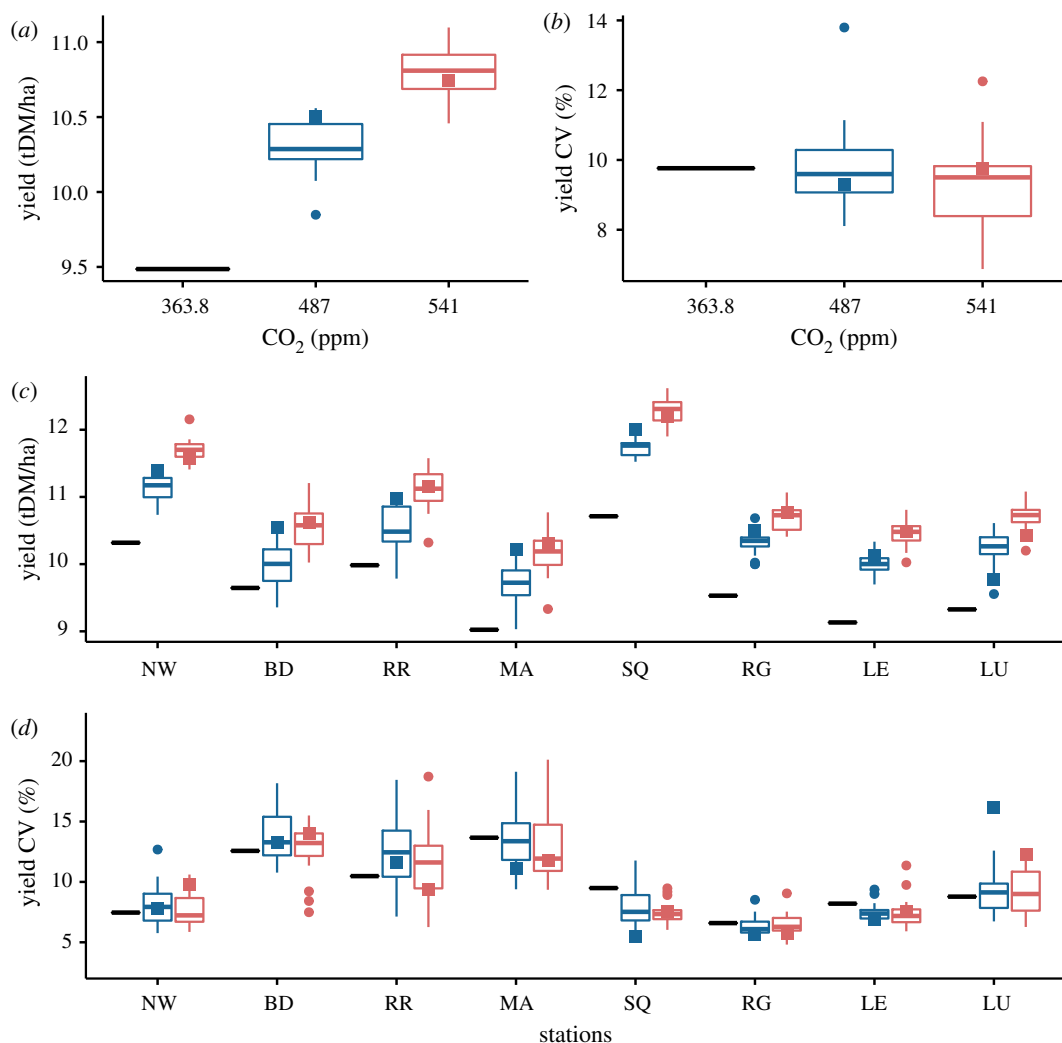 (a)
yield (tDM/ha)
11.0
10.5
10.0
9.5
363.8 487 541
CO2 (ppm)
(b)
yield CV (%)
14
12
10
8
363.8 487 541
CO2 (ppm)
(c)
yield (tDM/ha)
12
11
10
9
NW BD RR MA SQ RG LE LU
(d)
yield CV (%)
20
15
10
5
NW BD RR MA SQ RG LE LU
stations